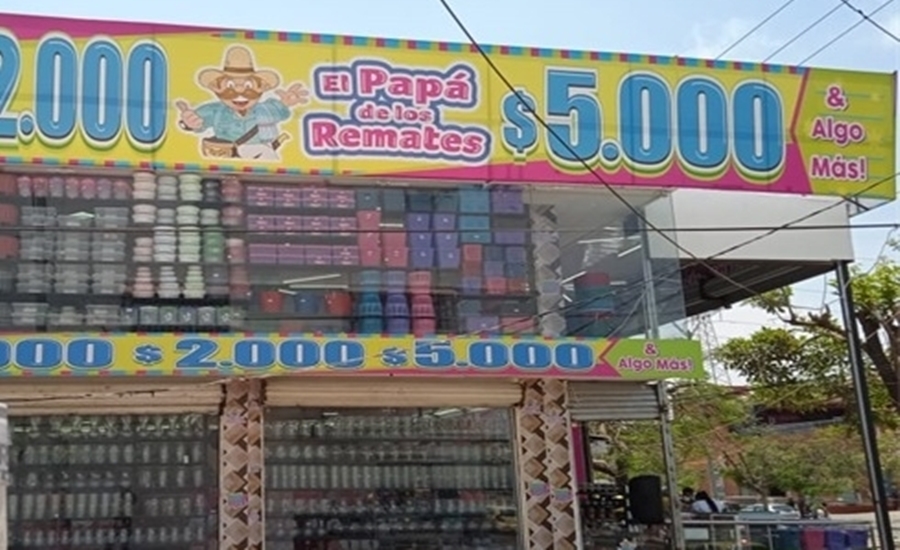 2.000
El Papá
de los
Remates
$5.000
&
Algo
Más!
000 $2.000 $5.000
&
Algo Más!